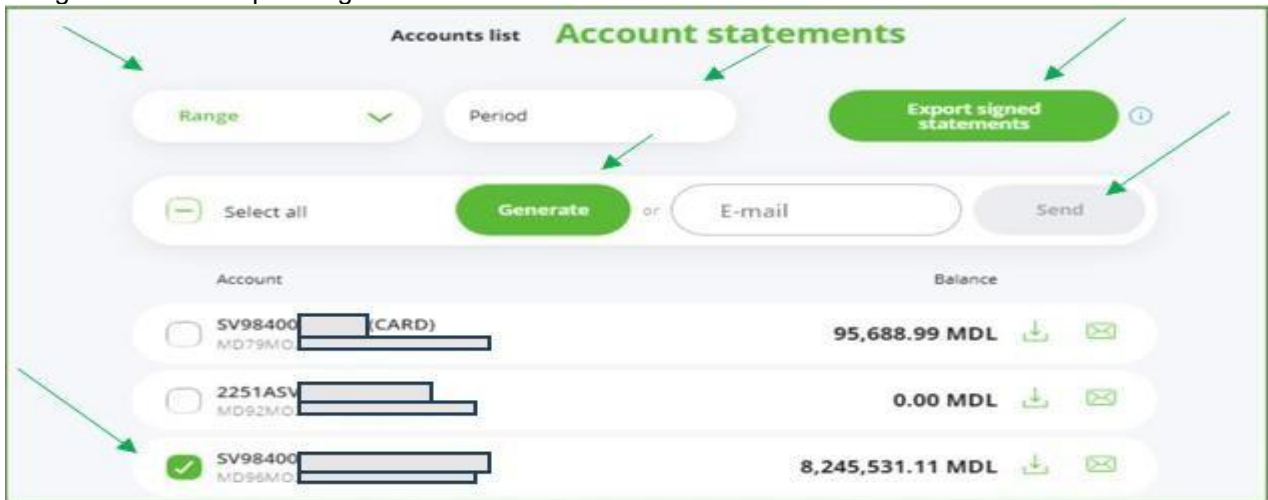 Accounts list Account statements
Range Period Export signed
statements
Select all Generate or E-mail Send
Account Balance
SV98400 (CARD) 95,688.99 MDL
MD79MO
2251ASV 0.00 MDL
MD92MO
SV98400 8,245,531.11 MDL
MD96MO